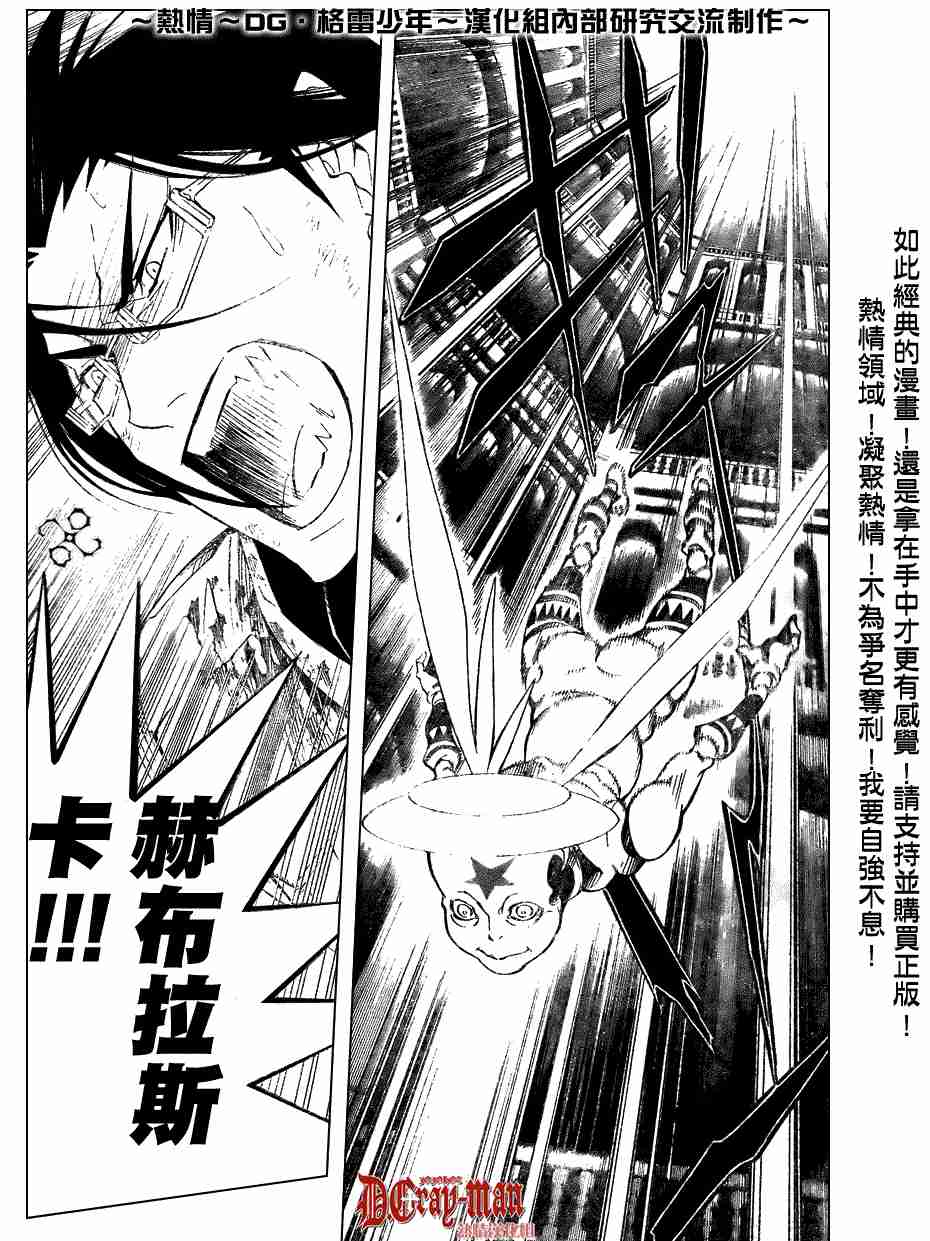 ～熱情～DG·格雷少年～漢化組內部研究交流制作～
如此經典的漫畫！還是拿在手中才更有感覺！請支持並購買正版！
熱情領域！凝聚熱情！不為爭名奪利！我要自強不息！
赫布拉斯
卡!!!
D.Gray-man